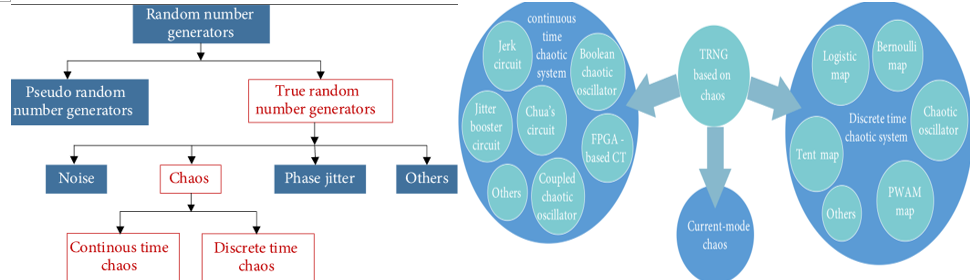 Random number
generators
Pseudo random
number generators
True random
number generators
Noise
Chaos
Phase jitter
Others
Continous time
chaos
Discrete time
chaos
continuous
time
chaotic
system
Jerk
circuit
Boolean
chaotic
oscillator
Jitter
booster
circuit
Chua's
circuit
FPGA -
based CT
Others
Coupled
chaotic
oscillator
TRNG
based on
chaos
Current-mode
chaos
Logistic
map
Bernoulli
map
Chaotic
oscillator
Discrete time
chaotic system
Tent map
PWAM
map
Others